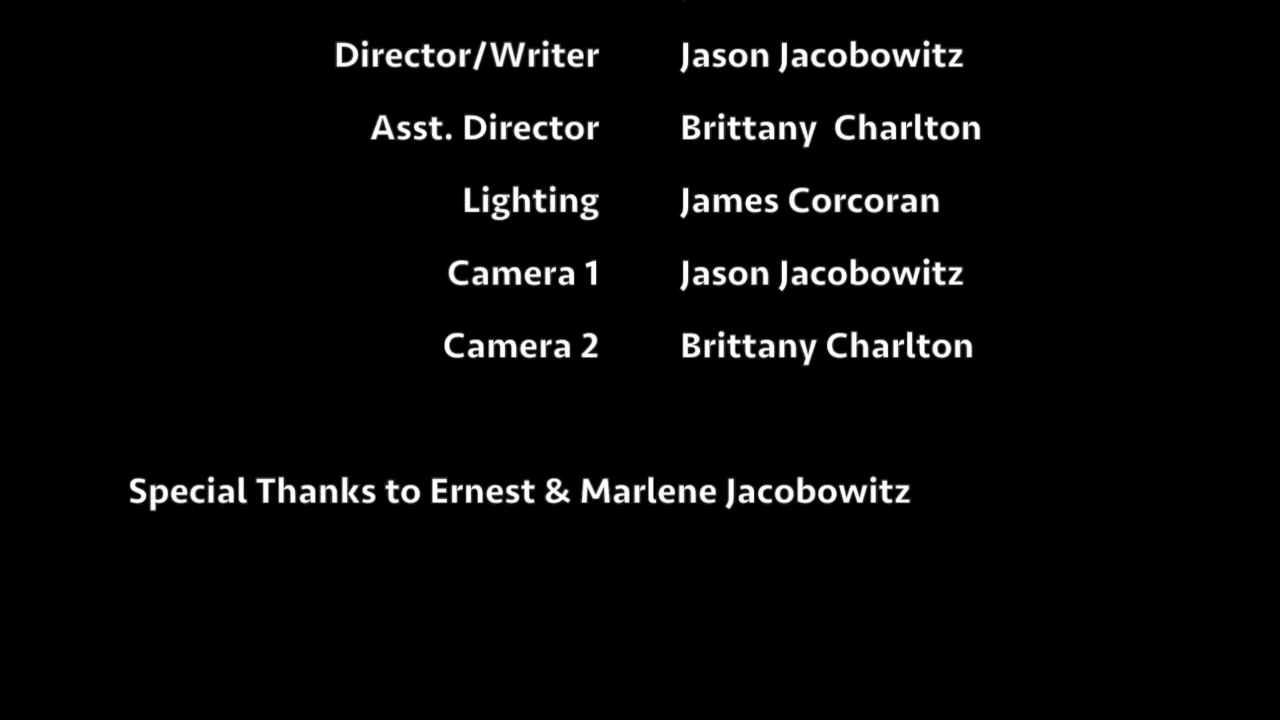 Director/Writer Jason Jacobowitz
Asst. Director Brittany  Charlton
Lighting James Corcoran
Camera 1 Jason Jacobowitz
Camera 2 Brittany Charlton
Special Thanks to Ernest & Marlene Jacobowitz